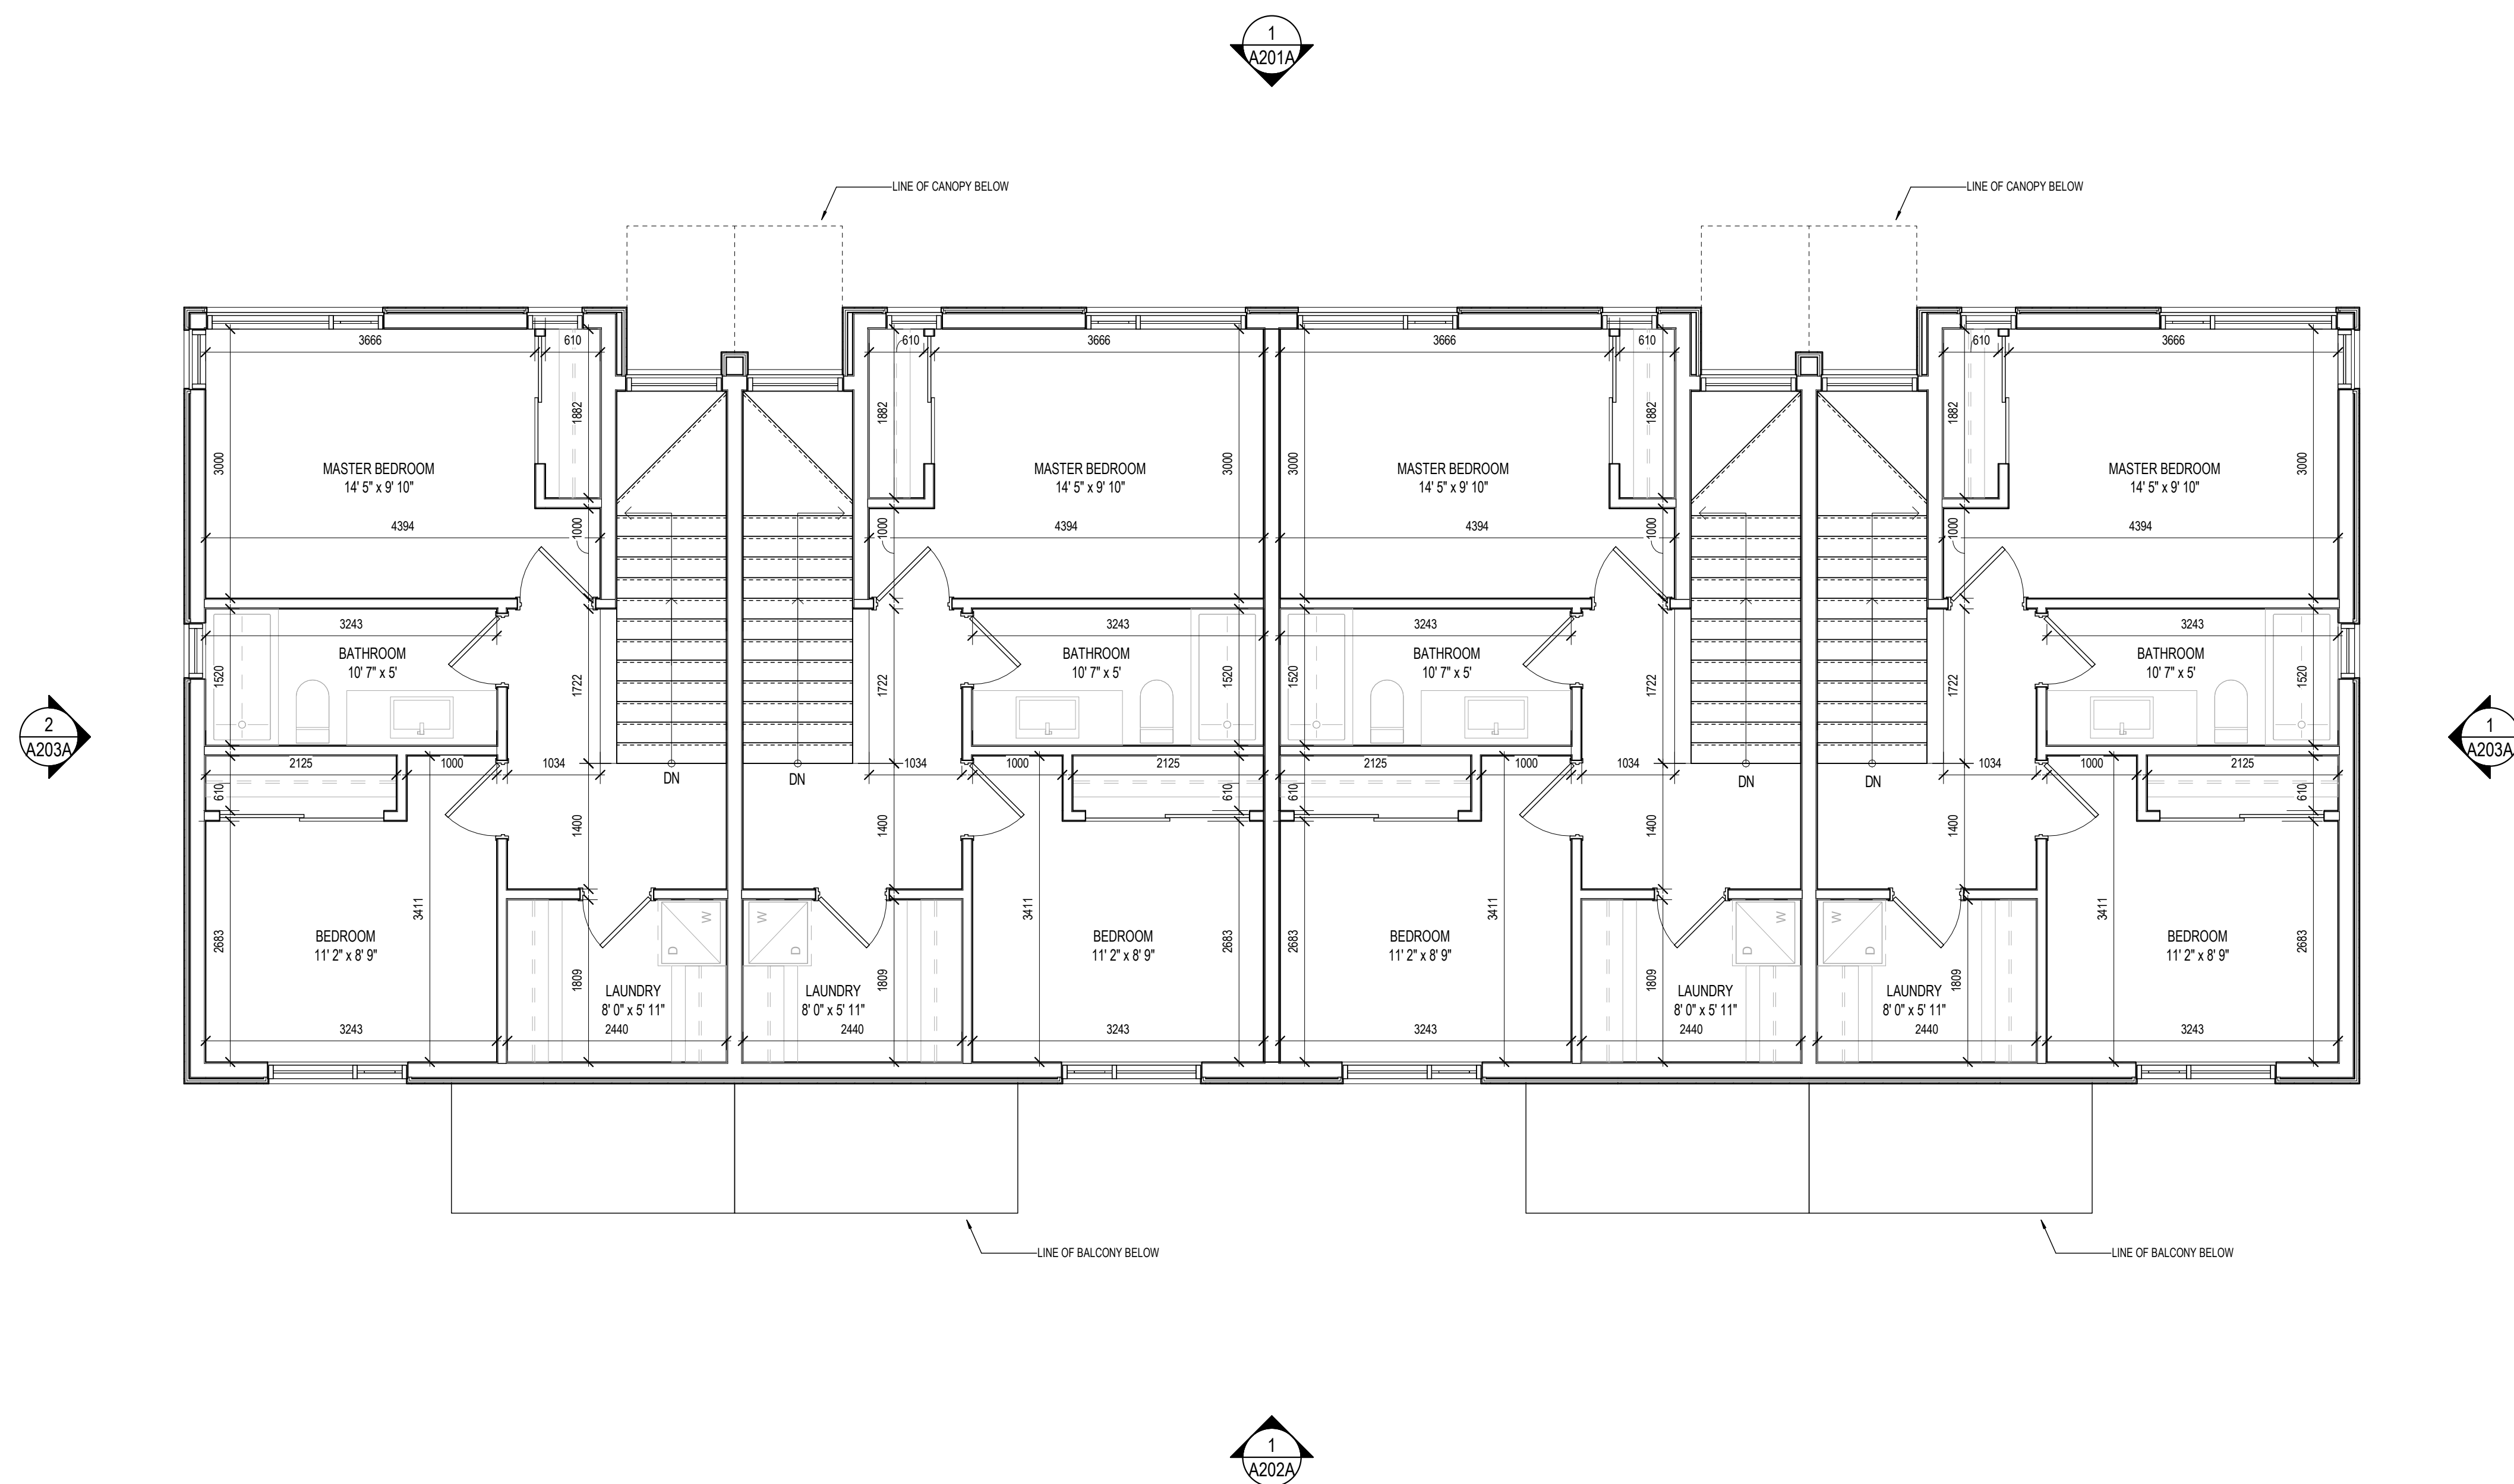 1
A201A
LINE OF CANOPY BELOW
LINE OF CANOPY BELOW
3666
610
610
3666
3666
610
610
3666
1882
1882
1882
1882
3000
3000
3000
3000
MASTER BEDROOM
14' 5" x 9' 10"
MASTER BEDROOM
14' 5" x 9' 10"
MASTER BEDROOM
14' 5" x 9' 10"
MASTER BEDROOM
14' 5" x 9' 10"
4394
1000
1000
4394
4394
1000
1000
4394
3243
3243
3243
3243
BATHROOM
10' 7" x 5'
BATHROOM
10' 7" x 5'
BATHROOM
10' 7" x 5'
BATHROOM
10' 7" x 5'
1520
1722
1722
1520
1520
1722
1722
1520
2
A203A
1
A203A
2125
1000
1034
DN
DN
1034
1000
2125
2125
1000
1034
DN
DN
1034
1000
2125
610
610
610
610
1400
1400
1400
1400
2683
3411
3411
2683
2683
3411
3411
2683
W
D
W
D
W
D
W
D
BEDROOM
11' 2" x 8' 9"
BEDROOM
11' 2" x 8' 9"
BEDROOM
11' 2" x 8' 9"
BEDROOM
11' 2" x 8' 9"
1809
1809
1809
1809
LAUNDRY
8' 0" x 5' 11"
LAUNDRY
8' 0" x 5' 11"
LAUNDRY
8' 0" x 5' 11"
LAUNDRY
8' 0" x 5' 11"
3243
2440
2440
3243
3243
2440
2440
3243
LINE OF BALCONY BELOW
LINE OF BALCONY BELOW
1
A202A